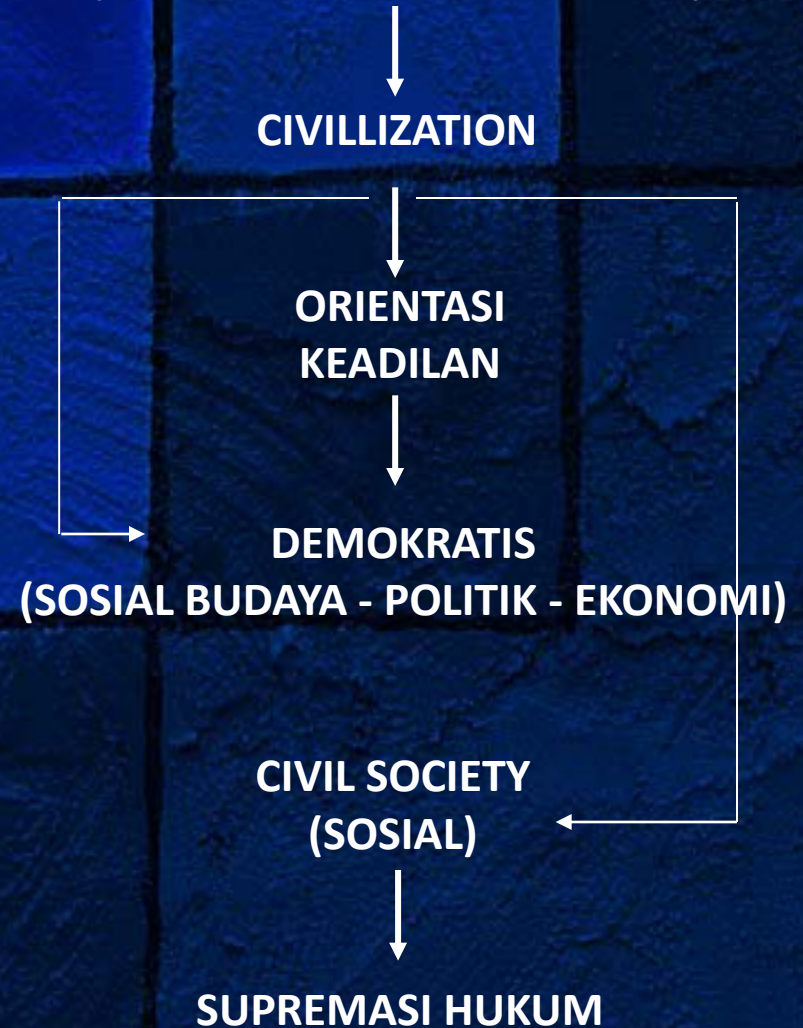 CIVILLIZATION
ORIENTASI
KEADILAN
DEMOKRATIS
(SOSIAL BUDAYA - POLITIK - EKONOMI)
CIVIL SOCIETY
(SOSIAL)
SUPREMASI HUKUM